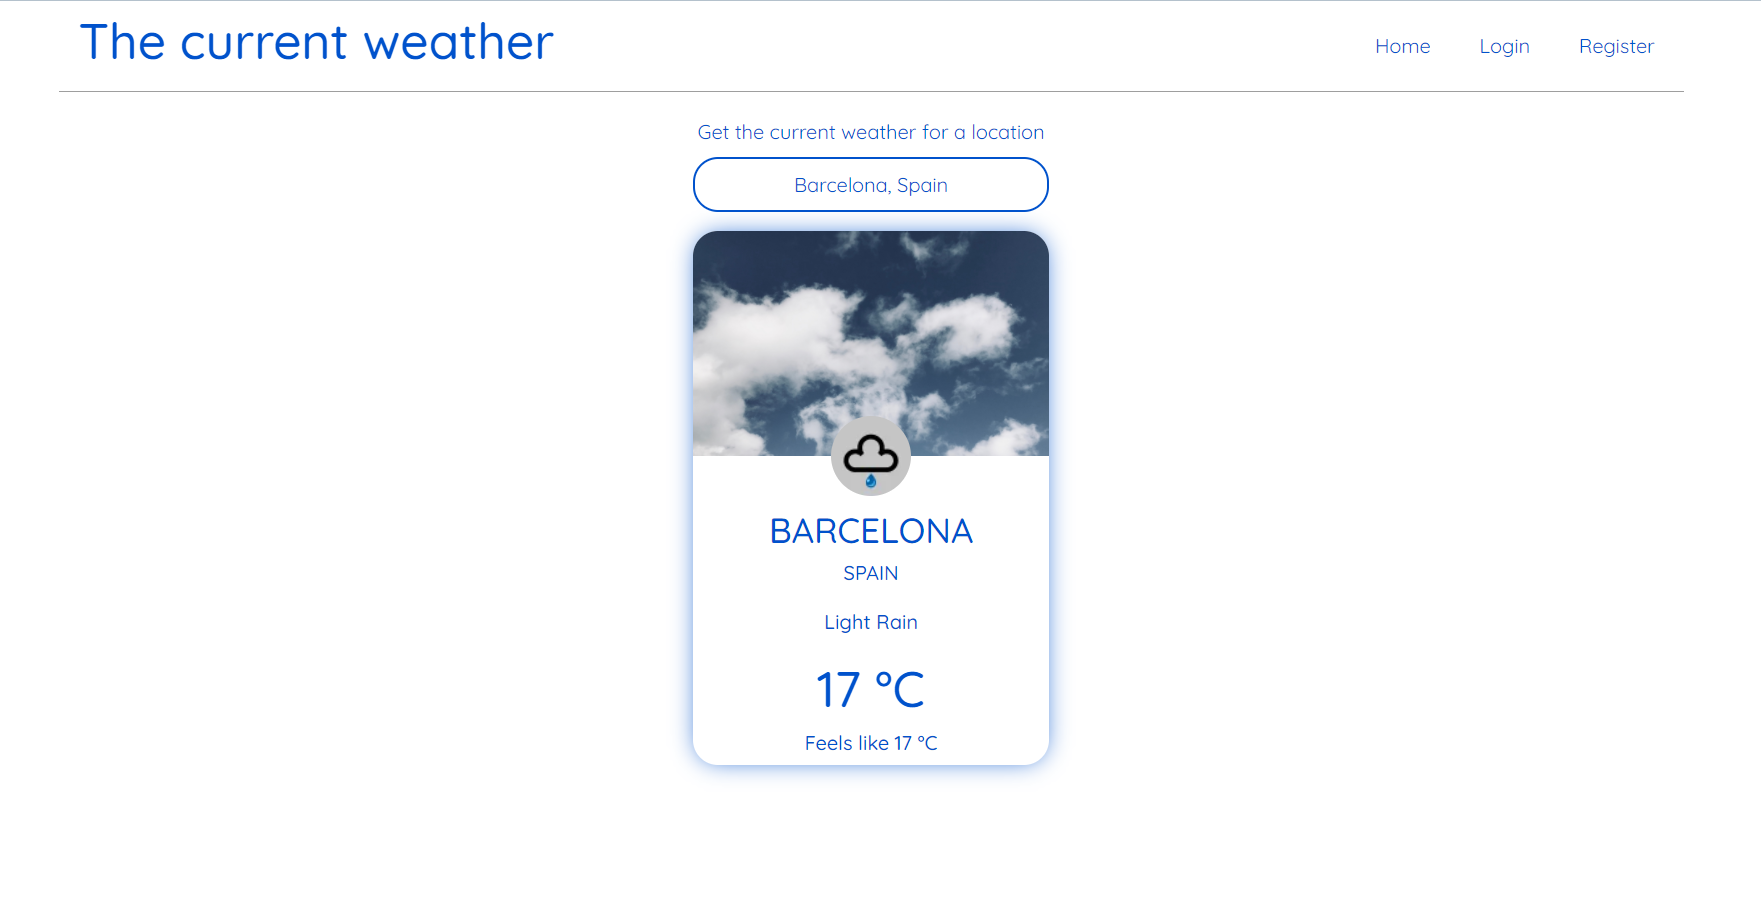 The current weather
Home Login Register
Get the current weather for a location
Barcelona, Spain
BARCELONA
SPAIN
Light Rain
17 °C
Feels like 17 °C